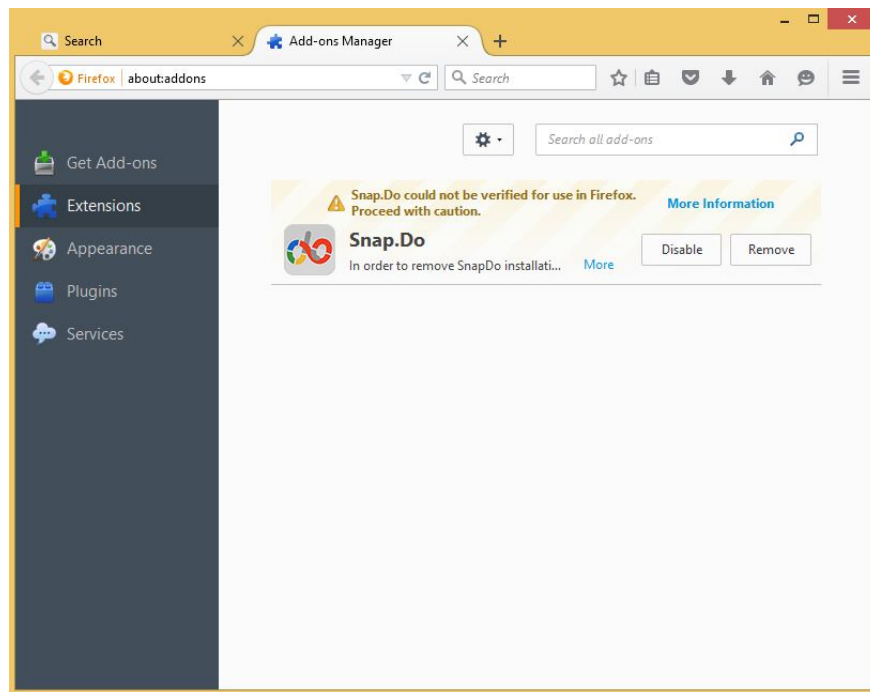 Search
Add-ons Manager
Firefox about:addons
Search
Search all add-ons
Get Add-ons
Extensions
Appearance
Plugins
Services
Snap.Do could not be verified for use in Firefox.
Proceed with caution.
More Information
Snap.Do
In order to remove SnapDo installati... More
Disable
Remove